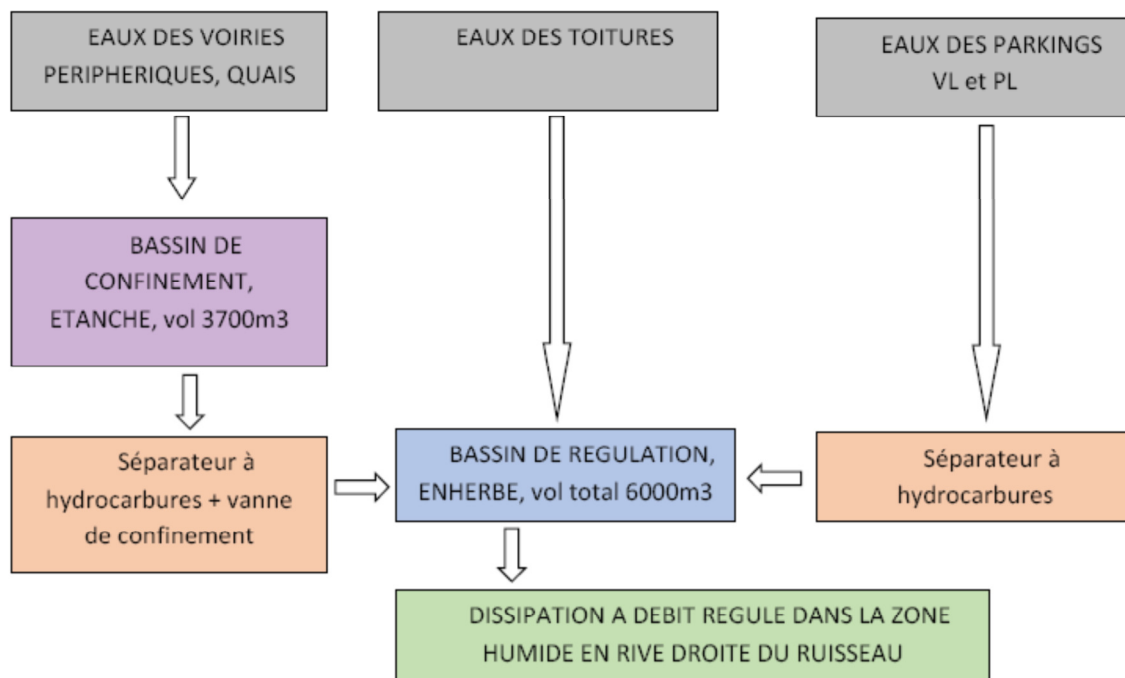 EAUX DES VOIRIES
PERIPHERIQUES, QUAIS
EAUX DES TOITURES
EAUX DES PARKINGS
VL et PL
BASSIN DE
CONFINEMENT,
ETANCHE, vol 3700m3
Séparateur à
hydrocarbures + vanne
de confinement
BASSIN DE REGULATION,
ENHERBE, vol total 6000m3
Séparateur à
hydrocarbures
DISSIPATION A DEBIT REGULE DANS LA ZONE
HUMIDE EN RIVE DROITE DU RUISSEAU